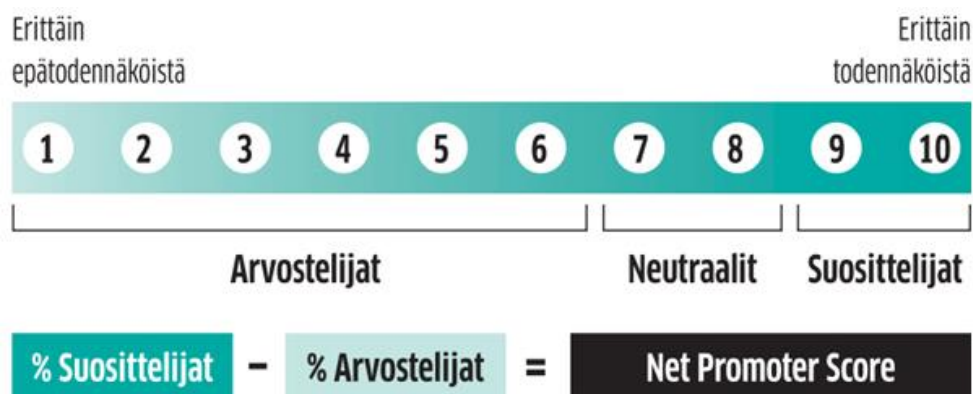 Erittäin
epätodennäköistä
Erittäin
todennäköistä
1 2 3 4 5 6 7 8 9 10
Arvostelijat Neutraalit Suosittelijat
% Suosittelijat – % Arvostelijat = Net Promoter Score